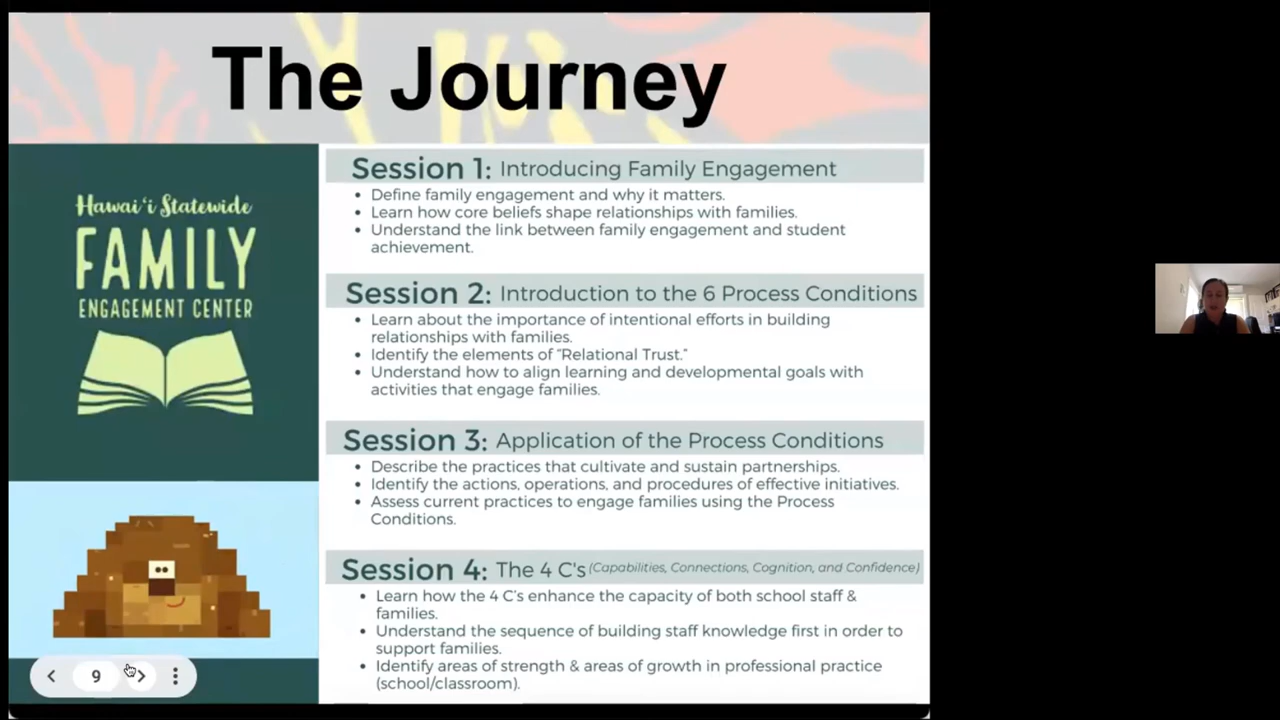 The Journey
Hawai‘i Statewide
FAMILY
ENGAGEMENT CENTER
Session 1: Introducing Family Engagement
• Define family engagement and why it matters.
• Learn how core beliefs shape relationships with families.
• Understand the link between family engagement and student
achievement.
Session 2: Introduction to the 6 Process Conditions
• Learn about the importance of intentional efforts in building
relationships with families.
• Identify the elements of “Relational Trust.”
• Understand how to align learning and developmental goals with
activities that engage families.
Session 3: Application of the Process Conditions
• Describe the practices that cultivate and sustain partnerships.
• Identify the actions, operations, and procedures of effective initiatives.
• Assess current practices to engage families using the Process
Conditions.
Session 4: The 4 C's (Capabilities, Connections, Cognition, and Confidence)
• Learn how the 4 C’s enhance the capacity of both school staff &
families.
• Understand the sequence of building staff knowledge first in order to
support families.
• Identify areas of strength & areas of growth in professional practice
(school/classroom).
9